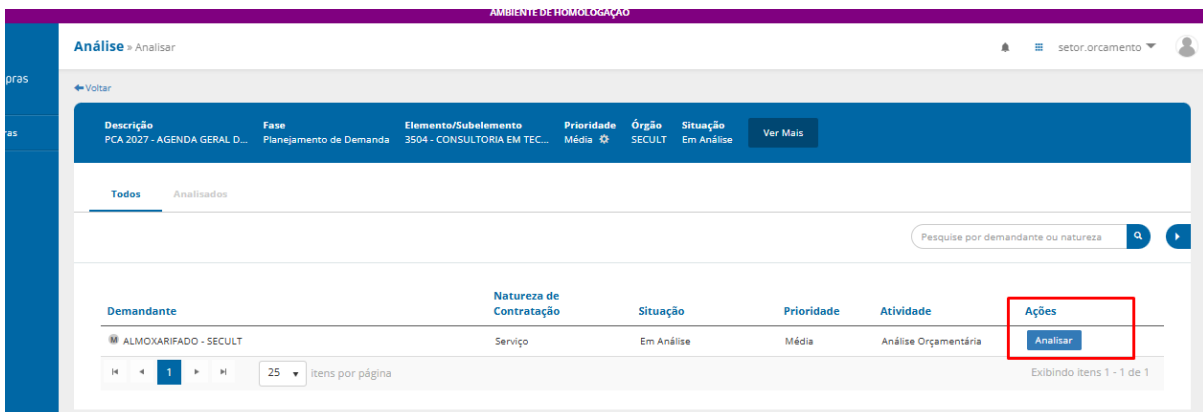 AMBIENTE DE HOMOLOGAÇÃO
Análise » Analisar
setor.orcamento
pras
Voltar
ras
Descrição Fase Elemento/Subelemento Prioridade Órgão Situação
PCA 2027 - AGENDA GERAL D... Planejamento de Demanda 3504 - CONSULTORIA EM TEC... Média SECULT Em Análise
Ver Mais
Todos Analisados
Pesquise por demandante ou natureza
Demandante Natureza de Contratação Situação Prioridade Atividade Ações
M ALMOXARIFADO - SECULT Serviço Em Análise Média Análise Orçamentária Analisar
1 25 itens por página Exibindo itens 1 - 1 de 1